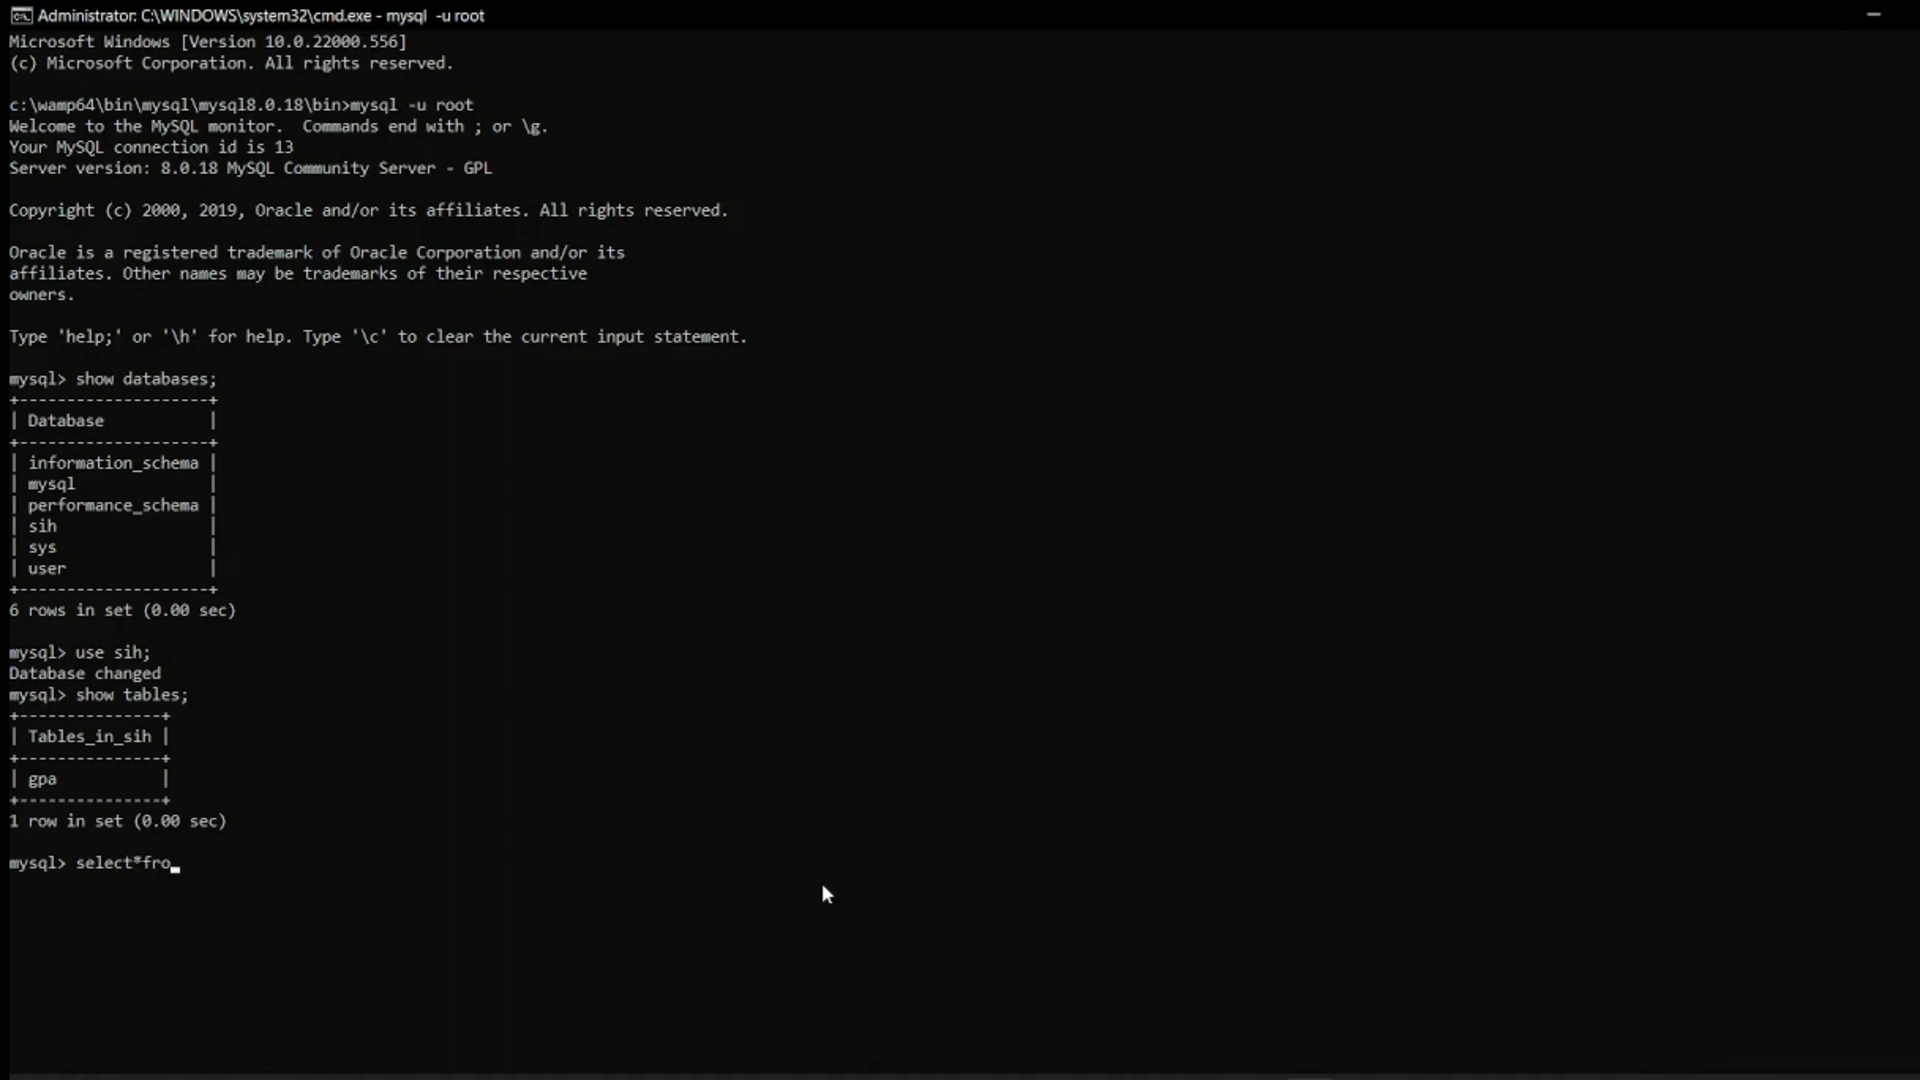 Administrator: C:\WINDOWS\system32\cmd.exe - mysql  -u root
Microsoft Windows [Version 10.0.22000.556]
(c) Microsoft Corporation. All rights reserved.
c:\wamp64\bin\mysql\mysql8.0.18\bin>mysql -u root
Welcome to the MySQL monitor.  Commands end with ; or \g.
Your MySQL connection id is 13
Server version: 8.0.18 MySQL Community Server - GPL
Copyright (c) 2000, 2019, Oracle and/or its affiliates. All rights reserved.
Oracle is a registered trademark of Oracle Corporation and/or its
affiliates. Other names may be trademarks of their respective
owners.
Type 'help;' or '\h' for help. Type '\c' to clear the current input statement.
mysql> show databases;
+--------------------+
| Database           |
+--------------------+
| information_schema |
| mysql              |
| performance_schema |
| sih                |
| sys                |
| user               |
+--------------------+
6 rows in set (0.00 sec)
mysql> use sih;
Database changed
mysql> show tables;
+---------------+
| Tables_in_sih |
+---------------+
| gpa           |
+---------------+
1 row in set (0.00 sec)
mysql> select*fro